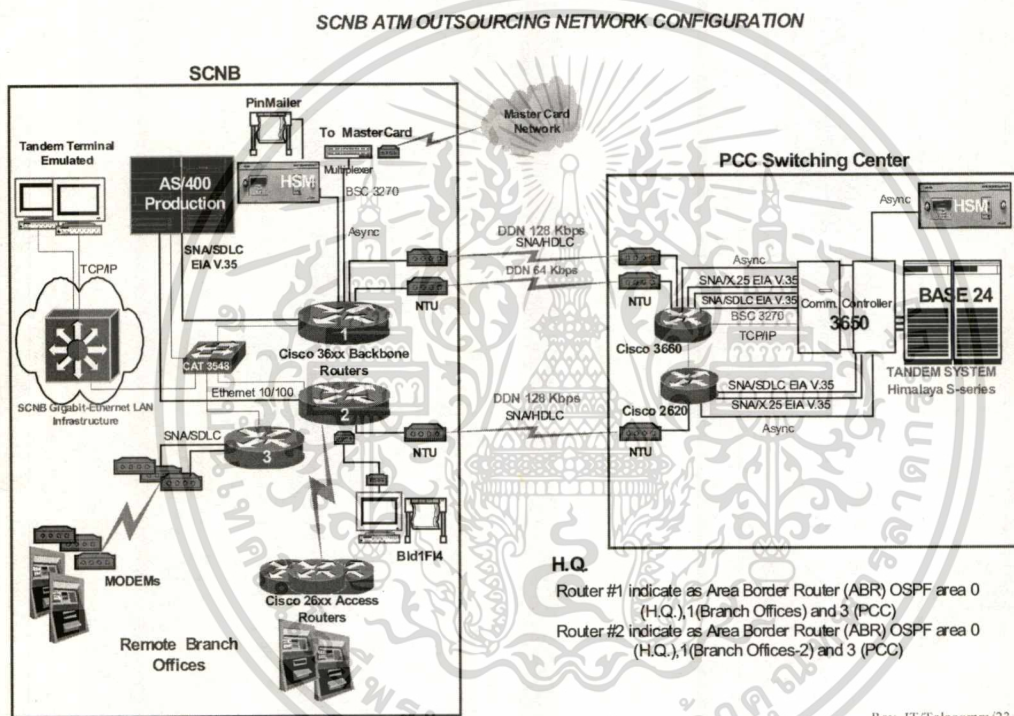 SCNB ATM OUTSOURCING NETWORK CONFIGURATION
SCNB
PinMailer
To MasterCard
Master Card
Network
Tandem Terminal
Emulated
AS/400
Production
HSM
Multiplexer
BSC 3270
Async
SNA/SDLC
EIA V.35
TCP/IP
DDN 128 Kbps
SNA/HDLC
DDN 64 Kbps
NTU
NTU
1
Cisco 36xx Backbone
Routers
CAT 3548
Ethernet 10/100
2
SCNB Gigabit-Ethernet LAN
Infrastructure
SNA/SDLC
3
DDN 128 Kbps
SNA/HDLC
NTU
NTU
Bld1Fl4
MODEMs
Cisco 26xx Access
Routers
Remote Branch
Offices
PCC Switching Center
Async
HSM
Async
SNA/X.25 EIA V.35
SNA/SDLC EIA V.35
BSC 3270
TCP/IP
Cisco 3660
Comm. Controller
3650
BASE 24
TANDEM SYSTEM
Himalaya S-series
SNA/SDLC EIA V.35
Cisco 2620
SNA/X.25 EIA V.35
Async
H.Q.
Router #1 indicate as Area Border Router (ABR) OSPF area 0
(H.Q.),1(Branch Offices) and 3 (PCC)
Router #2 indicate as Area Border Router (ABR) OSPF area 0
(H.Q.),1(Branch Offices-2) and 3 (PCC)